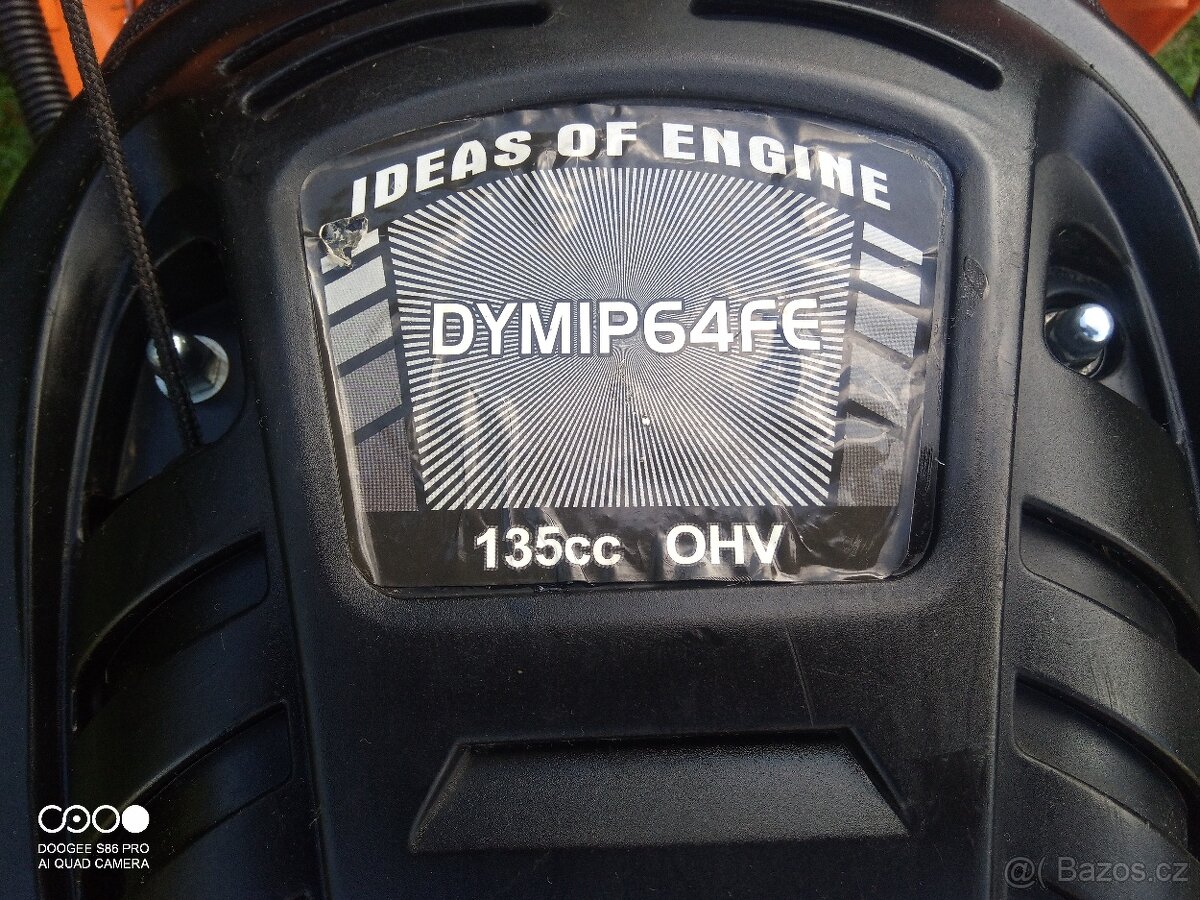 IDEAS OF ENGINE
DYMIP64FE
135cc OHV
DOOGEE S86 PRO
AI QUAD CAMERA
@( Bazos.cz